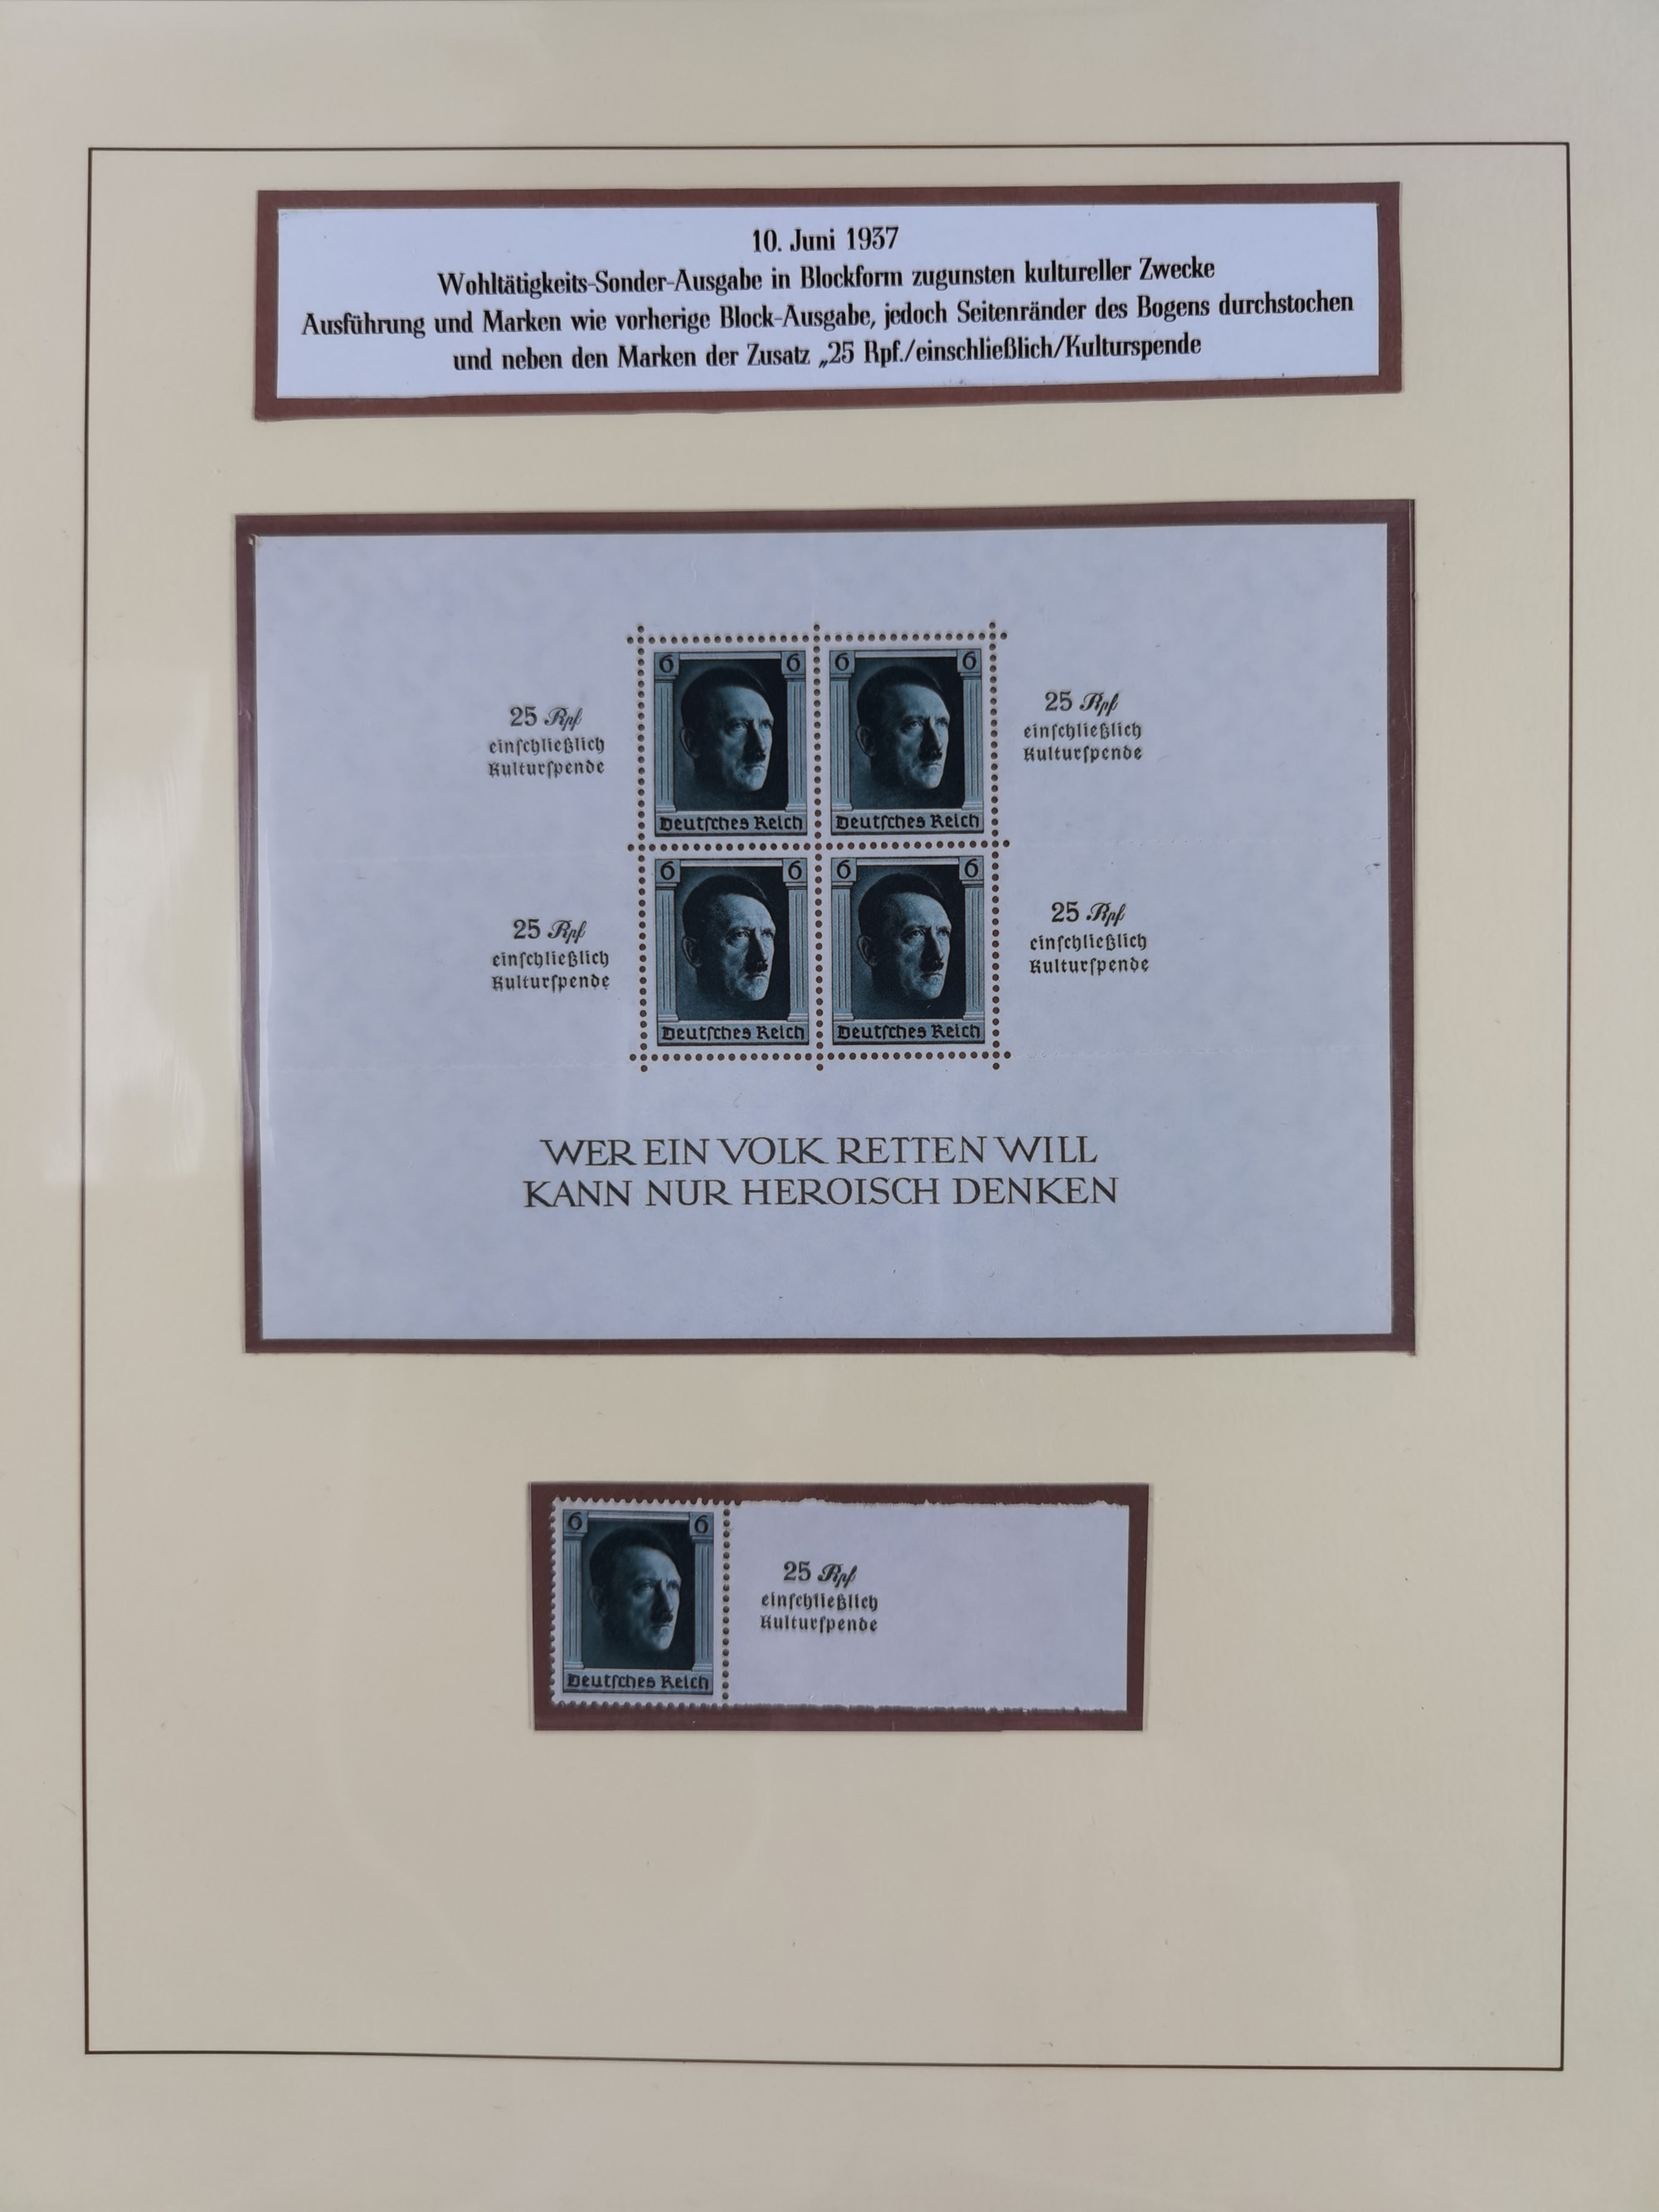 10. Juni 1937
Wohltätigkeits-Sonder-Ausgabe in Blockform zugunsten kultureller Zwecke
Ausführung und Marken wie vorherige Block-Ausgabe, jedoch Seitenränder des Bogens durchstochen
und neben den Marken der Zusatz „25 Rpf./einschließlich/Kulturspende
6 6 6 6
25 Rpf
einſchließlich
Kulturſpende
25 Rpf
einſchließlich
Kulturſpende
Deutſches Reich Deutſches Reich
6 6 6 6
25 Rpf
einſchließlich
Kulturſpende
25 Rpf
einſchließlich
Kulturſpende
Deutſches Reich Deutſches Reich
WER EIN VOLK RETTEN WILL
KANN NUR HEROISCH DENKEN
6 6
25 Rpf
einſchließlich
Kulturſpende
Deutſches Reich